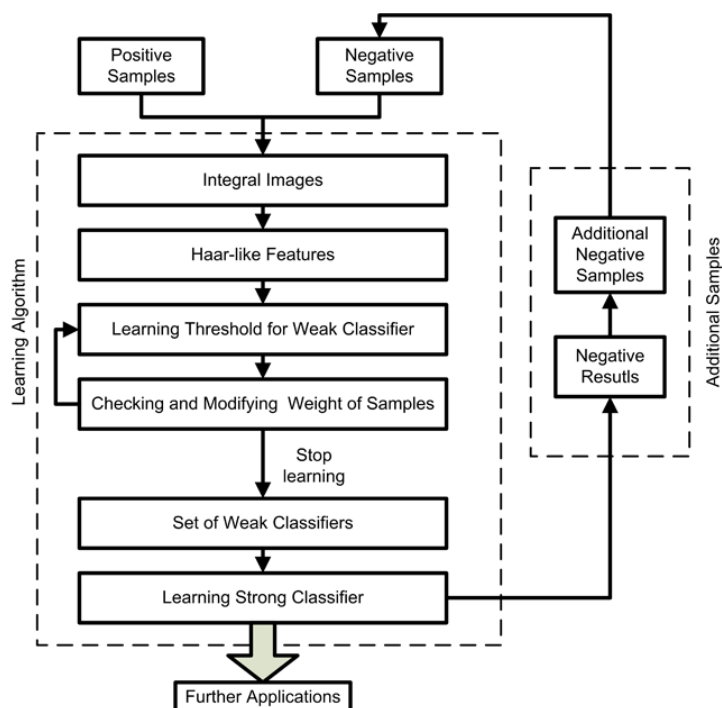 Positive
Samples
Negative
Samples
Learning Algorithm
Integral Images
Haar-like Features
Learning Threshold for Weak Classifier
Checking and Modifying Weight of Samples
Stop
learning
Set of Weak Classifiers
Learning Strong Classifier
Further Applications
Additional
Negative
Samples
Negative
Resutls
Additional Samples